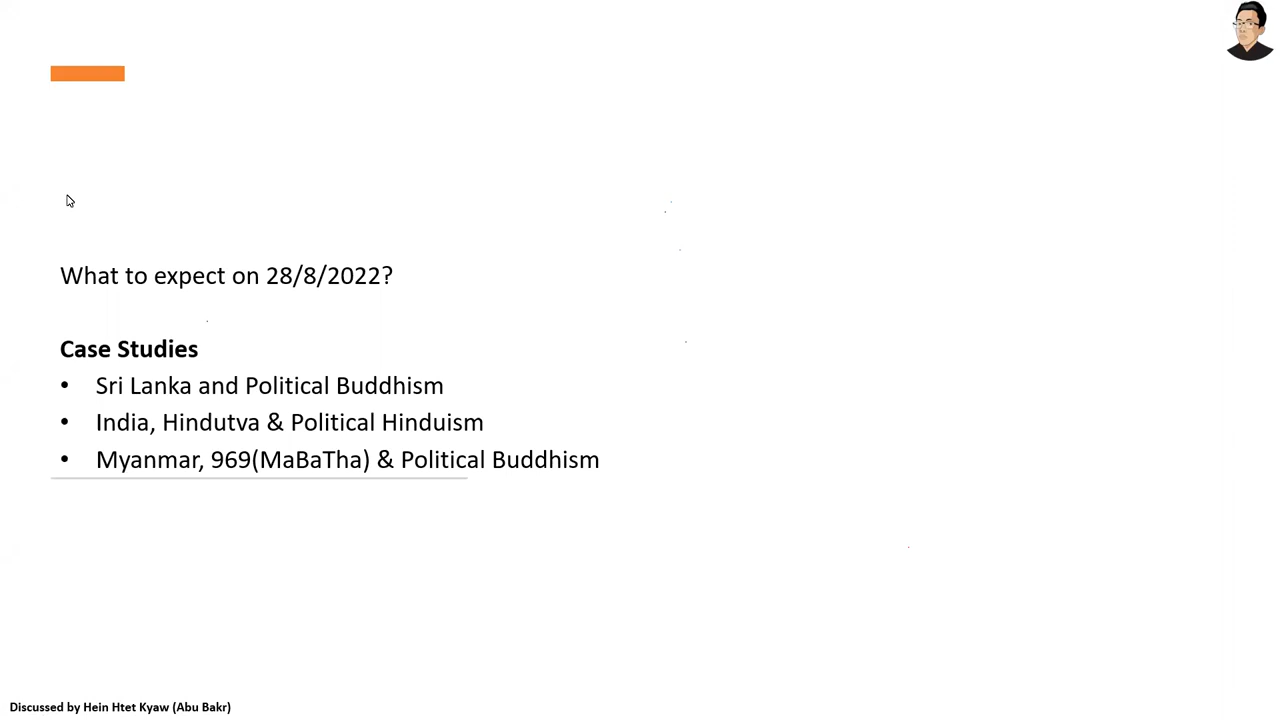 What to expect on 28/8/2022?
Case Studies
• Sri Lanka and Political Buddhism
• India, Hindutva & Political Hinduism
• Myanmar, 969(MaBaTha) & Political Buddhism
Discussed by Hein Htet Kyaw (Abu Bakr)